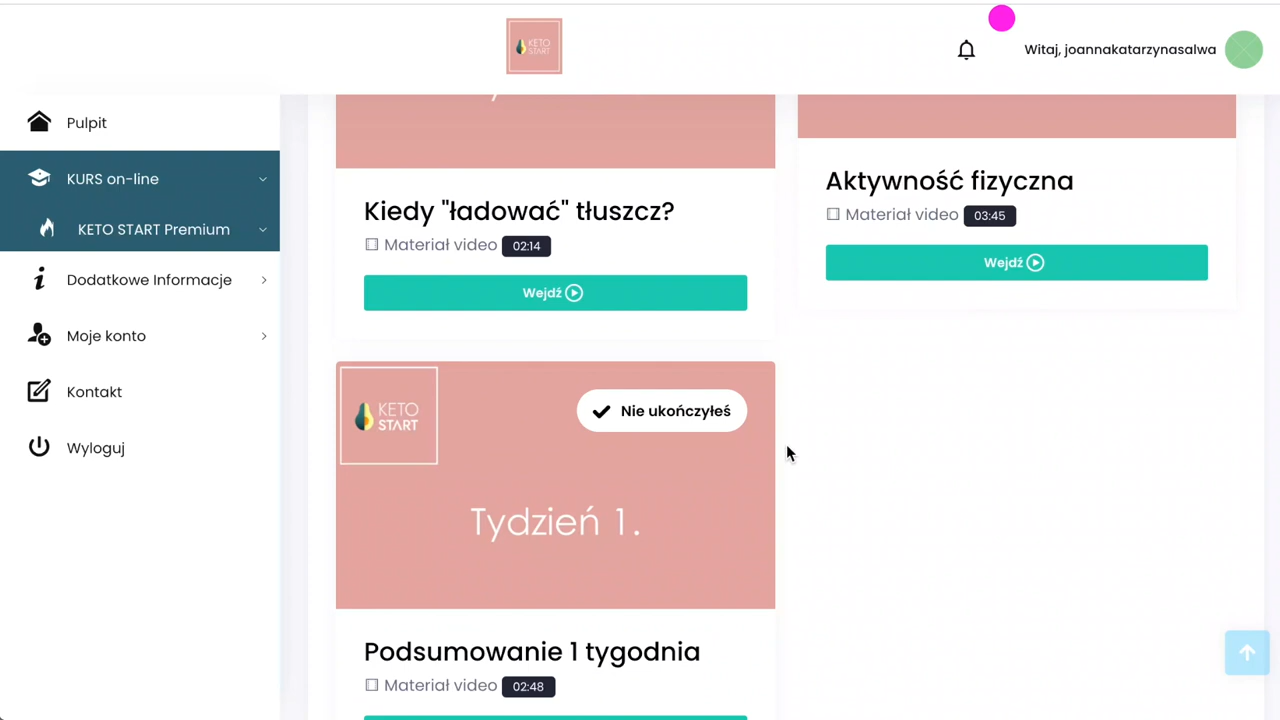 KETO
START
Witaj, joannakatarzynasalwa
Pulpit
KURS on-line
KETO START Premium
Dodatkowe Informacje
Moje konto
Kontakt
Wyloguj
Kiedy "ładować" tłuszcz?
Materiał video 02:14
Wejdź
Aktywność fizyczna
Materiał video 03:45
Wejdź
KETO
START
Nie ukończyłeś
Tydzień 1.
Podsumowanie 1 tygodnia
Materiał video 02:48